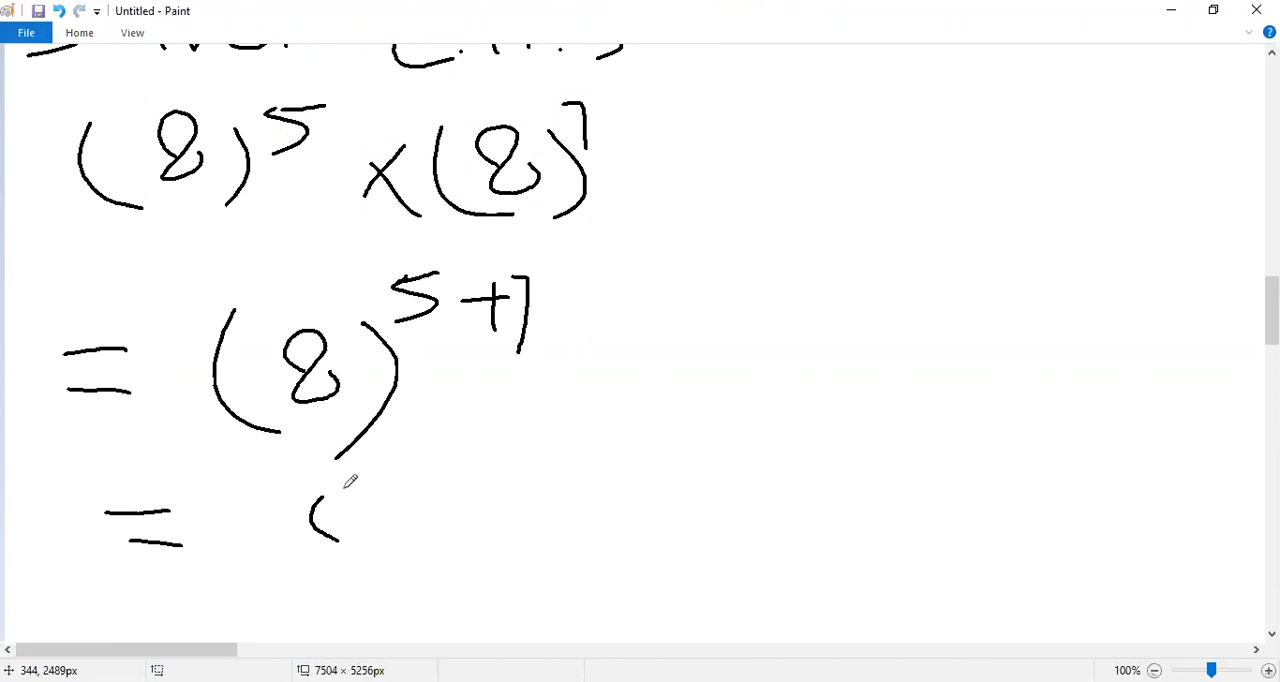 Untitled - Paint
File Home View
(8)^5 × (8)^7
= (8)^5+7
= (
344, 2489px 7504 × 5256px 100%